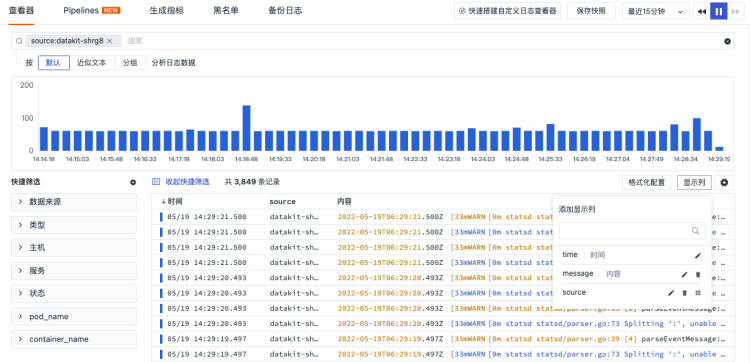 查看器 Pipelines NEW 生成指标 黑名单 备份日志 快速搭建自定义日志查看器 保存快照 最近15分钟
source:datakit-shrg8 × 搜索
按 默认 近似文本 分组 分析日志数据
200
100
0
14:14:18 14:15:03 14:15:48 14:16:33 14:17:18 14:18:03 14:18:48 14:19:33 14:20:18 14:21:03 14:21:48 14:22:33 14:23:18 14:24:03 14:24:48 14:25:33 14:26:19 14:27:04 14:27:49 14:28:34 14:29:19
快捷筛选 收起快捷筛选 共 3,849 条记录 格式化配置 显示列
数据来源
类型
主机
服务
状态
pod_name
container_name
时间 source 内容
05/19 14:29:21.500 datakit-sh… 2022-05-19T06:29:21.500Z [33mWARN [0m statsd stat
05/19 14:29:21.500 datakit-sh… 2022-05-19T06:29:21.500Z [33mWARN [0m statsd stat
05/19 14:29:21.500 datakit-sh… 2022-05-19T06:29:21.500Z [33mWARN [0m statsd stat
05/19 14:29:21.500 datakit-sh… 2022-05-19T06:29:21.500Z [33mWARN [0m statsd stat
05/19 14:29:20.493 datakit-sh… 2022-05-19T06:29:20.493Z [33mWARN [0m statsd stat
05/19 14:29:20.493 datakit-sh… 2022-05-19T06:29:20.493Z [33mWARN [0m statsd stat
05/19 14:29:20.493 datakit-sh… 2022-05-19T06:29:20.493Z [33mWARN [0m statsd statsd/parser.go:39 [4] parseEventMessage:…
05/19 14:29:20.493 datakit-sh… 2022-05-19T06:29:20.493Z [33mWARN [0m statsd statsd/parser.go:73 Splitting ':', unable …
05/19 14:29:19.497 datakit-sh… 2022-05-19T06:29:19.497Z [33mWARN [0m statsd statsd/parser.go:39 [4] parseEventMessage:…
05/19 14:29:19.497 datakit-sh… 2022-05-19T06:29:19.497Z [33mWARN [0m statsd statsd/parser.go:73 Splitting ':', unable …
添加显示列
time 时间
message 内容
source